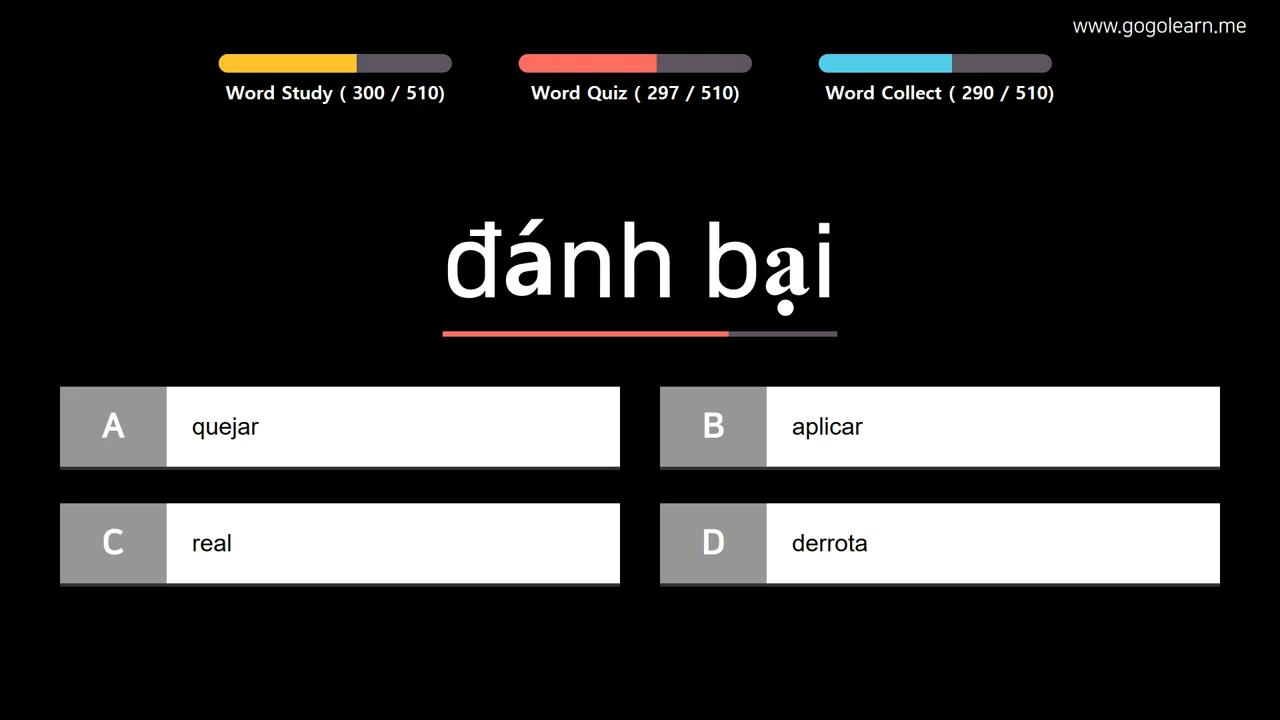 www.gogolearn.me
Word Study ( 300 / 510)
Word Quiz ( 297 / 510)
Word Collect ( 290 / 510)
đánh bại
A quejar
B aplicar
C real
D derrota